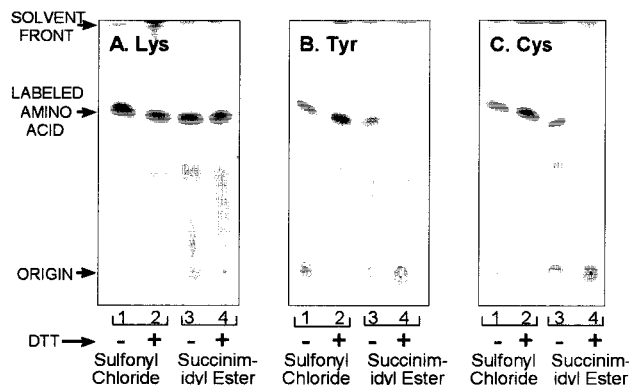 SOLVENT
FRONT
A. Lys
B. Tyr
C. Cys
LABELED
AMINO
ACID
ORIGIN
1 2 3 4
1 2 3 4
1 2 3 4
DTT
- + - +
- + - +
- + - +
Sulfonyl Succinim-
Chloride idyl Ester
Sulfonyl Succinim-
Chloride idyl Ester
Sulfonyl Succinim-
Chloride idyl Ester